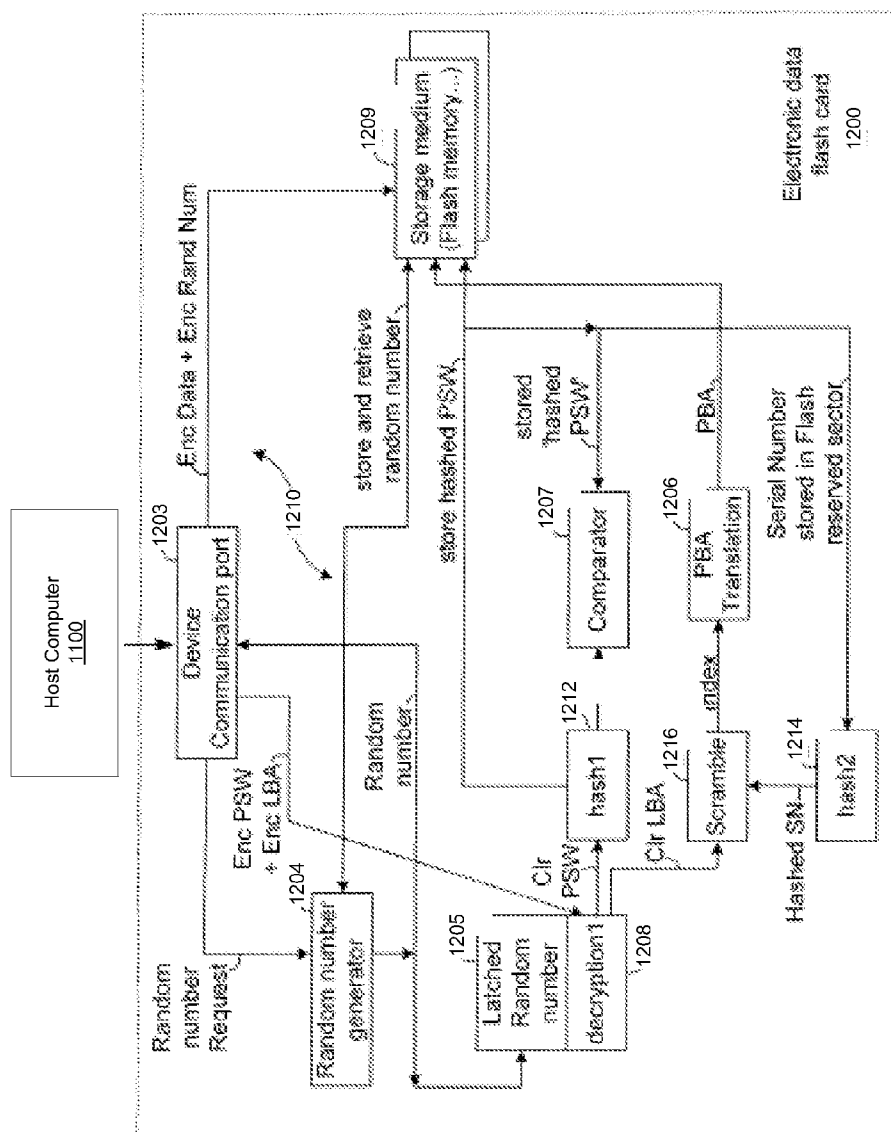 Host Computer
1100
1203
Device
Communication port
Enc Data + Enc Rand Num
1209
Storage medium
(Flash memory...)
Electronic data
flash card
1200
1210
store and retrieve
random number
Random
number
Request
Enc PSW
+ Enc LBA
1204
Random number
generator
Random
number
store hashed PSW
1205
Latched
Random
number
decryption1
1208
Clr
PSW
hash1
1212
Comparator
1207
stored
hashed
PSW
Clr LBA
1216
Scramble
index
PBA
Translation
1206
PBA
Hashed SN
1214
hash2
Serial Number
stored in Flash
reserved sector